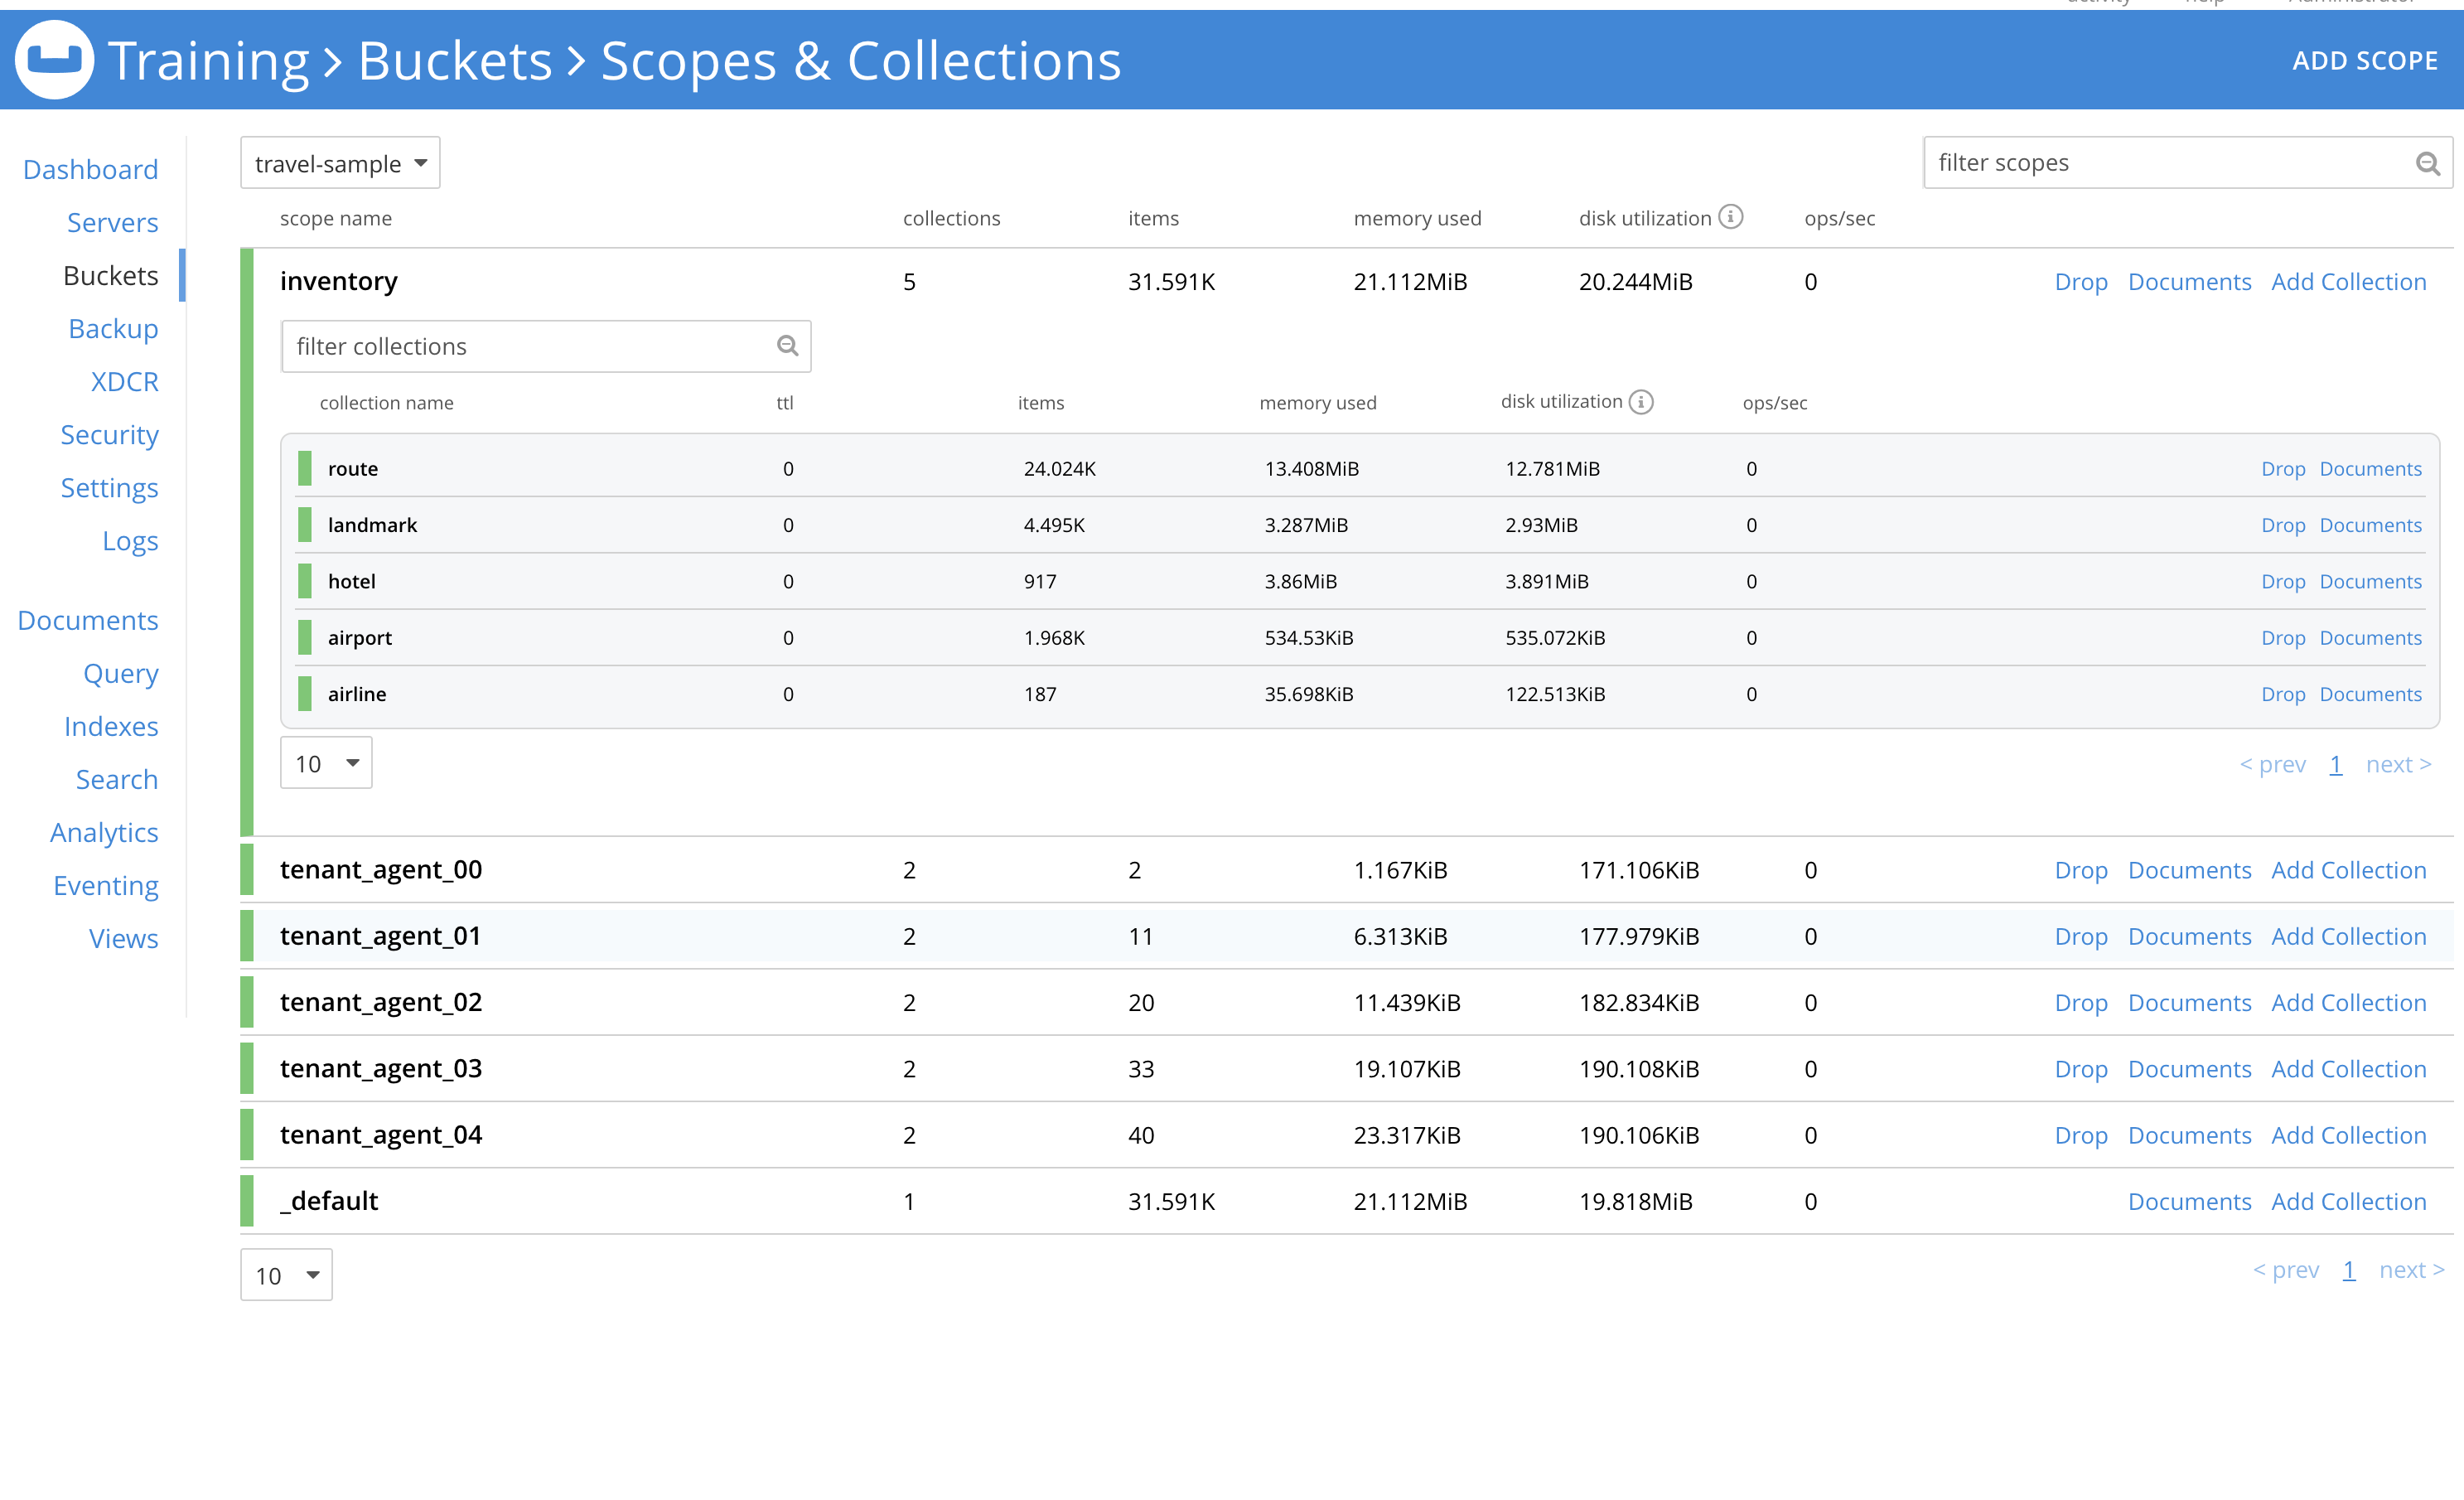 activity help Administrator
Training > Buckets > Scopes & Collections ADD SCOPE
Dashboard
Servers
Buckets
Backup
XDCR
Security
Settings
Logs
Documents
Query
Indexes
Search
Analytics
Eventing
Views
travel-sample filter scopes
scope name collections items memory used disk utilization ops/sec
inventory 5 31.591K 21.112MiB 20.244MiB 0 Drop Documents Add Collection
filter collections
collection name ttl items memory used disk utilization ops/sec
route 0 24.024K 13.408MiB 12.781MiB 0 Drop Documents
landmark 0 4.495K 3.287MiB 2.93MiB 0 Drop Documents
hotel 0 917 3.86MiB 3.891MiB 0 Drop Documents
airport 0 1.968K 534.53KiB 535.072KiB 0 Drop Documents
airline 0 187 35.698KiB 122.513KiB 0 Drop Documents
10 < prev 1 next >
tenant_agent_00 2 2 1.167KiB 171.106KiB 0 Drop Documents Add Collection
tenant_agent_01 2 11 6.313KiB 177.979KiB 0 Drop Documents Add Collection
tenant_agent_02 2 20 11.439KiB 182.834KiB 0 Drop Documents Add Collection
tenant_agent_03 2 33 19.107KiB 190.108KiB 0 Drop Documents Add Collection
tenant_agent_04 2 40 23.317KiB 190.106KiB 0 Drop Documents Add Collection
_default 1 31.591K 21.112MiB 19.818MiB 0 Documents Add Collection
10 < prev 1 next >